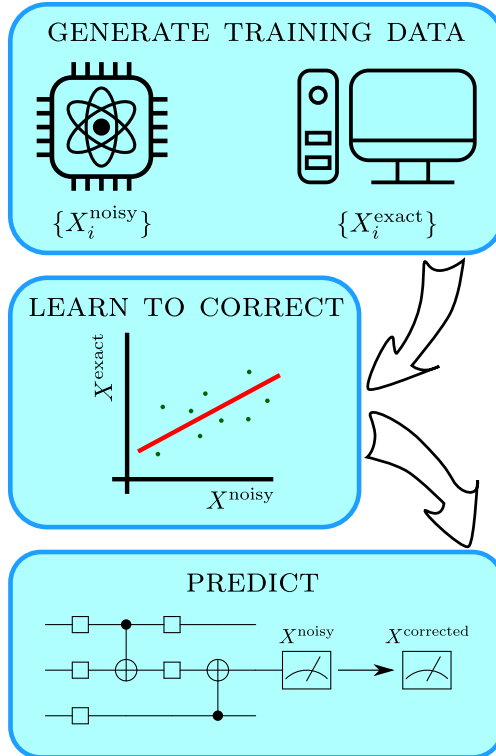 GENERATE TRAINING DATA
{X_i^noisy} {X_i^exact}
LEARN TO CORRECT
X^exact
X^noisy
PREDICT
X^noisy X^corrected